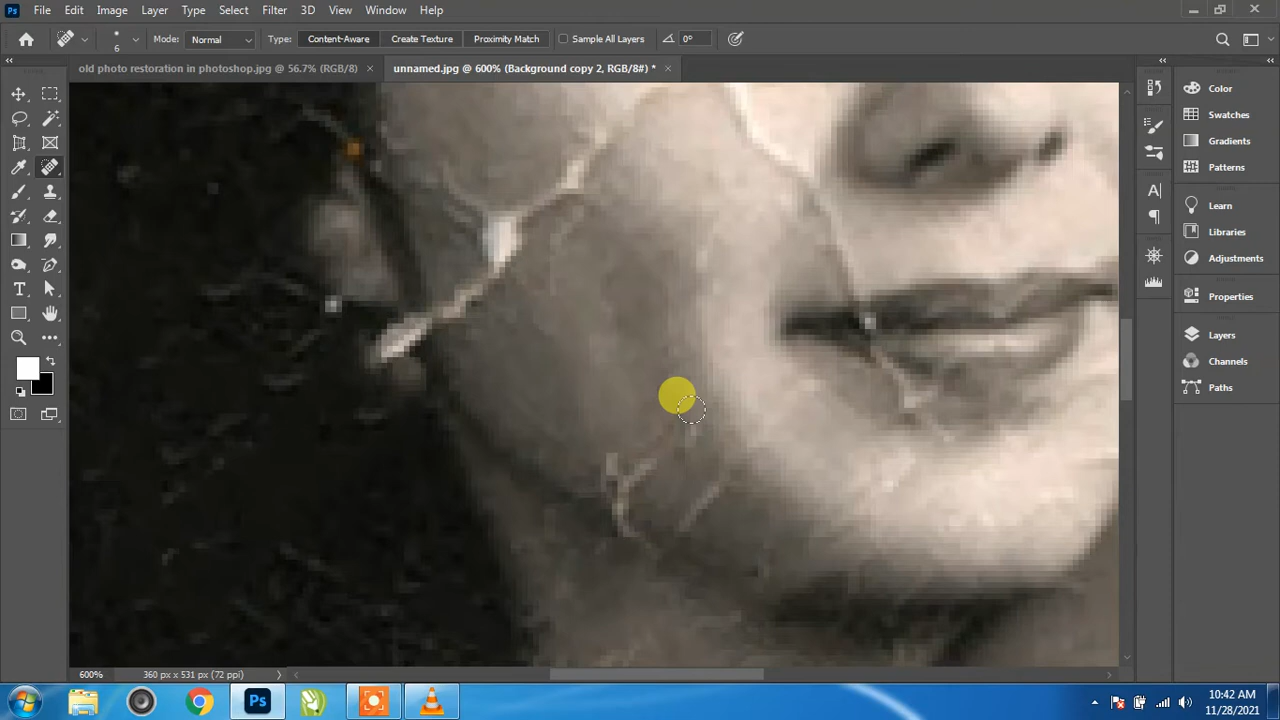 Ps File Edit Image Layer Type Select Filter 3D View Window Help
6 Mode: Normal Type: Content-Aware Create Texture Proximity Match Sample All Layers 0°
old photo restoration in photoshop.jpg @ 56.7% (RGB/8) × unnamed.jpg @ 600% (Background copy 2, RGB/8#) * ×
Color
Swatches
Gradients
Patterns
Learn
Libraries
Adjustments
Properties
Layers
Channels
Paths
600% 360 px x 531 px (72 ppi)
Ps
10:42 AM
11/28/2021